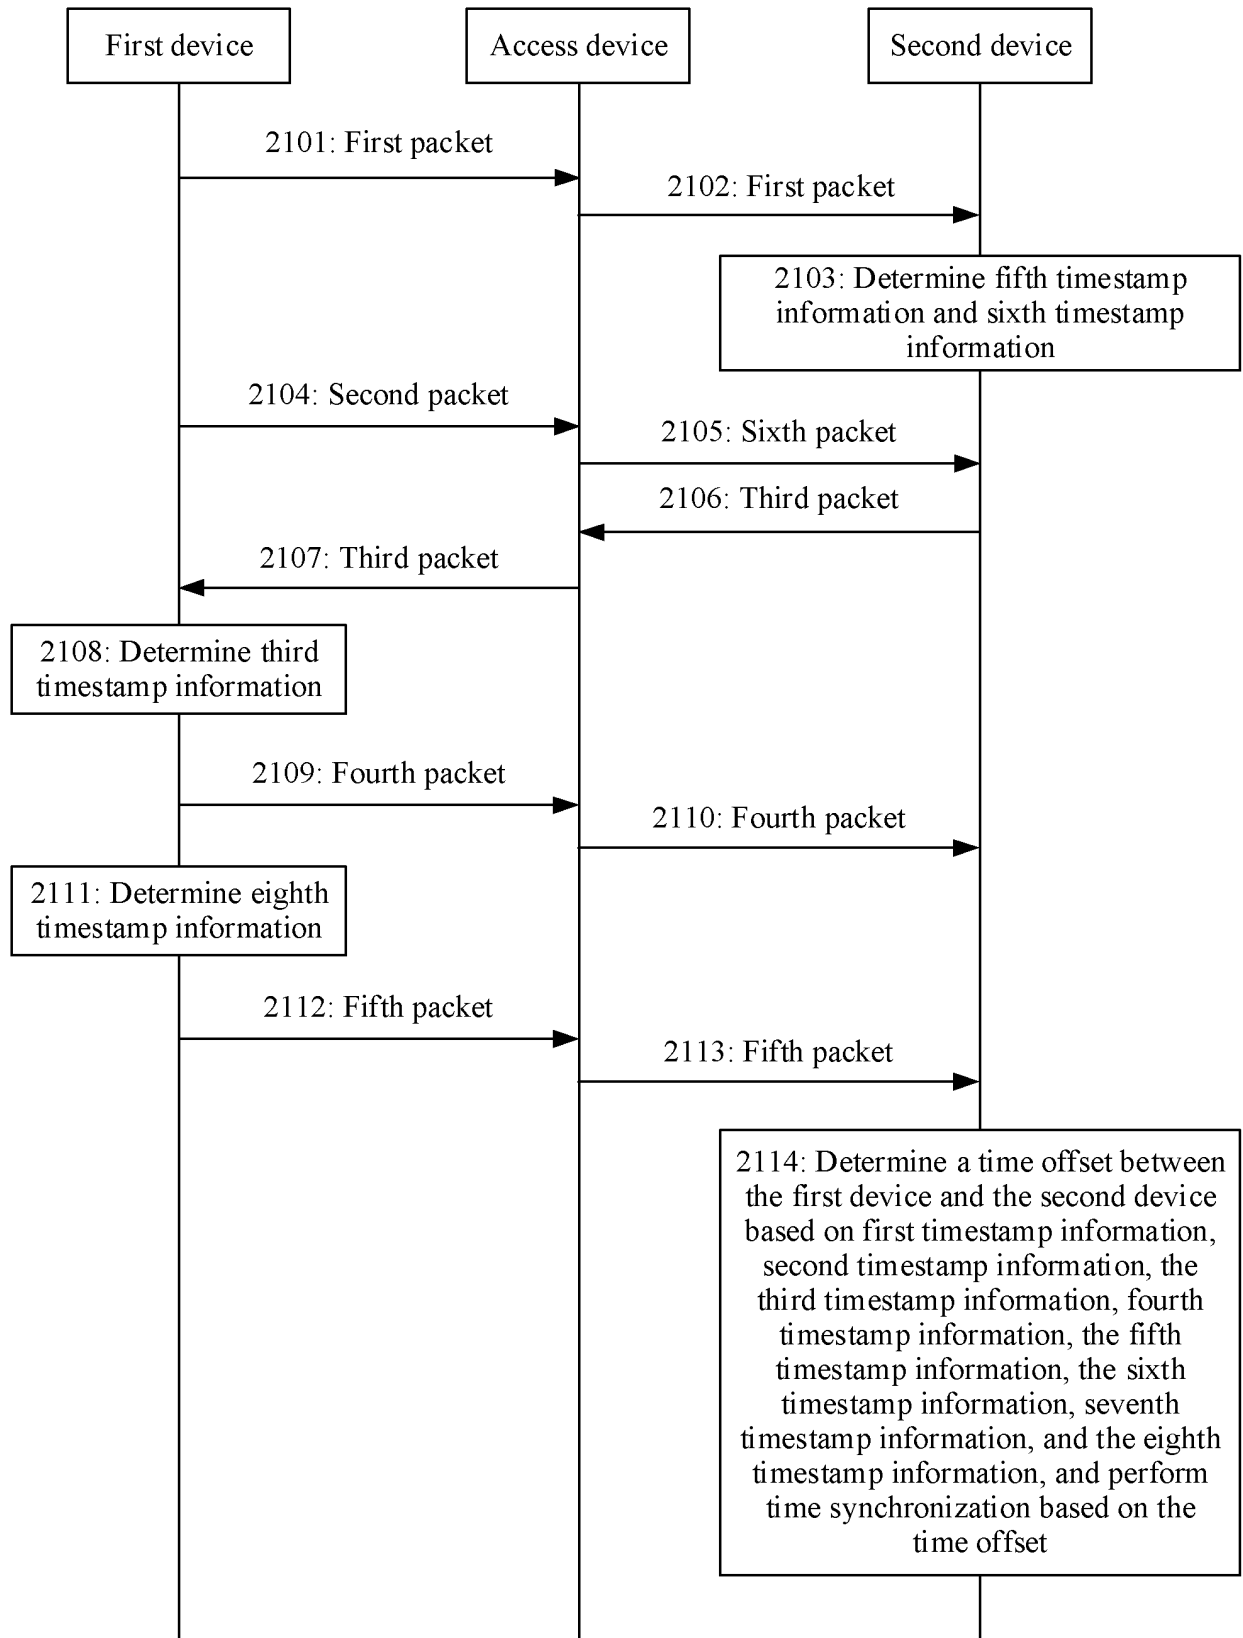 First device
Access device
Second device
2101: First packet
2102: First packet
2103: Determine fifth timestamp
information and sixth timestamp
information
2104: Second packet
2105: Sixth packet
2106: Third packet
2107: Third packet
2108: Determine third
timestamp information
2109: Fourth packet
2110: Fourth packet
2111: Determine eighth
timestamp information
2112: Fifth packet
2113: Fifth packet
2114: Determine a time offset between
the first device and the second device
based on first timestamp information,
second timestamp information, the
third timestamp information, fourth
timestamp information, the fifth
timestamp information, the sixth
timestamp information, seventh
timestamp information, and the eighth
timestamp information, and perform
time synchronization based on the
time offset